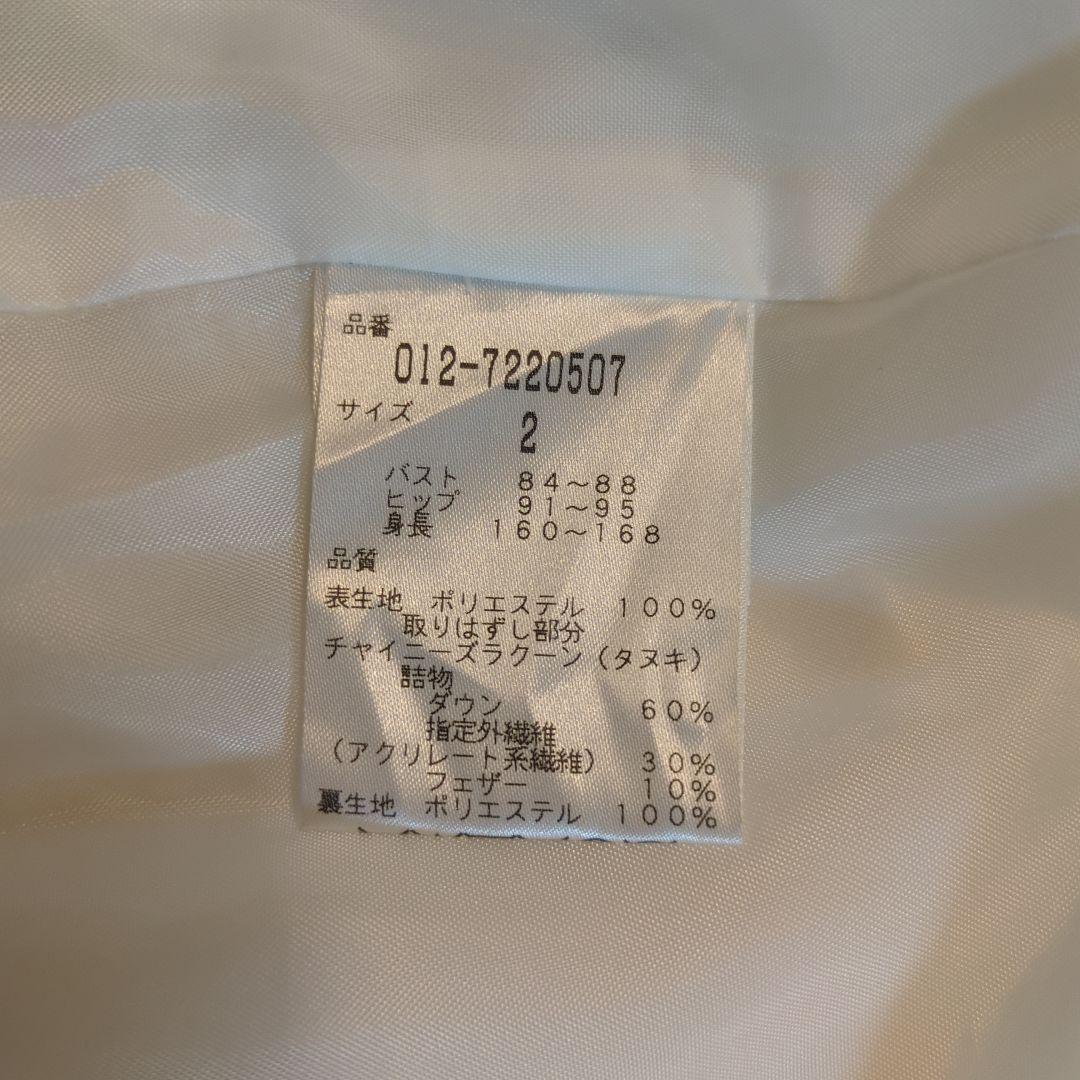 品番
012-7220507
サイズ
2
バスト 84～88
ヒップ 91～95
身長 160～168
品質
表生地 ポリエステル 100%
取りはずし部分
チャイニーズラクーン（タヌキ）
詰物
ダウン 60%
指定外繊維
（アクリレート系繊維） 30%
フェザー 10%
裏生地 ポリエステル 100%